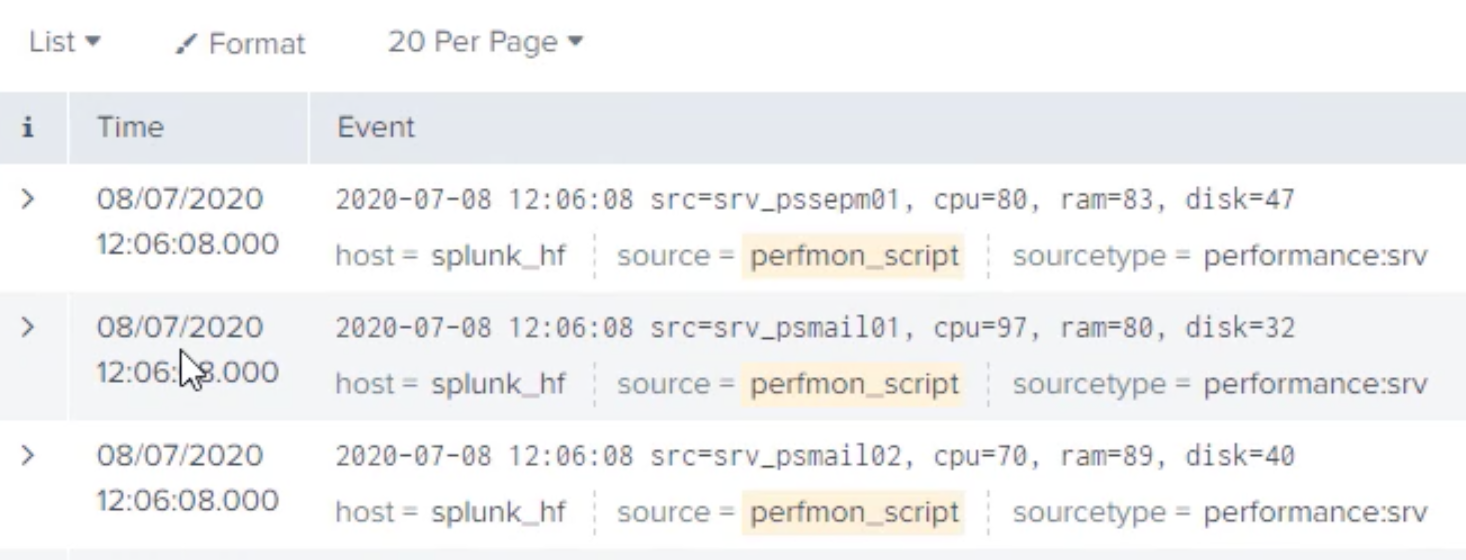 List Format 20 Per Page
i Time Event
08/07/2020 2020-07-08 12:06:08 src=srv_pssepm01, cpu=80, ram=83, disk=47
12:06:08.000 host = splunk_hf source = perfmon_script sourcetype = performance:srv
08/07/2020 2020-07-08 12:06:08 src=srv_psmail01, cpu=97, ram=80, disk=32
12:06:08.000 host = splunk_hf source = perfmon_script sourcetype = performance:srv
08/07/2020 2020-07-08 12:06:08 src=srv_psmail02, cpu=70, ram=89, disk=40
12:06:08.000 host = splunk_hf source = perfmon_script sourcetype = performance:srv